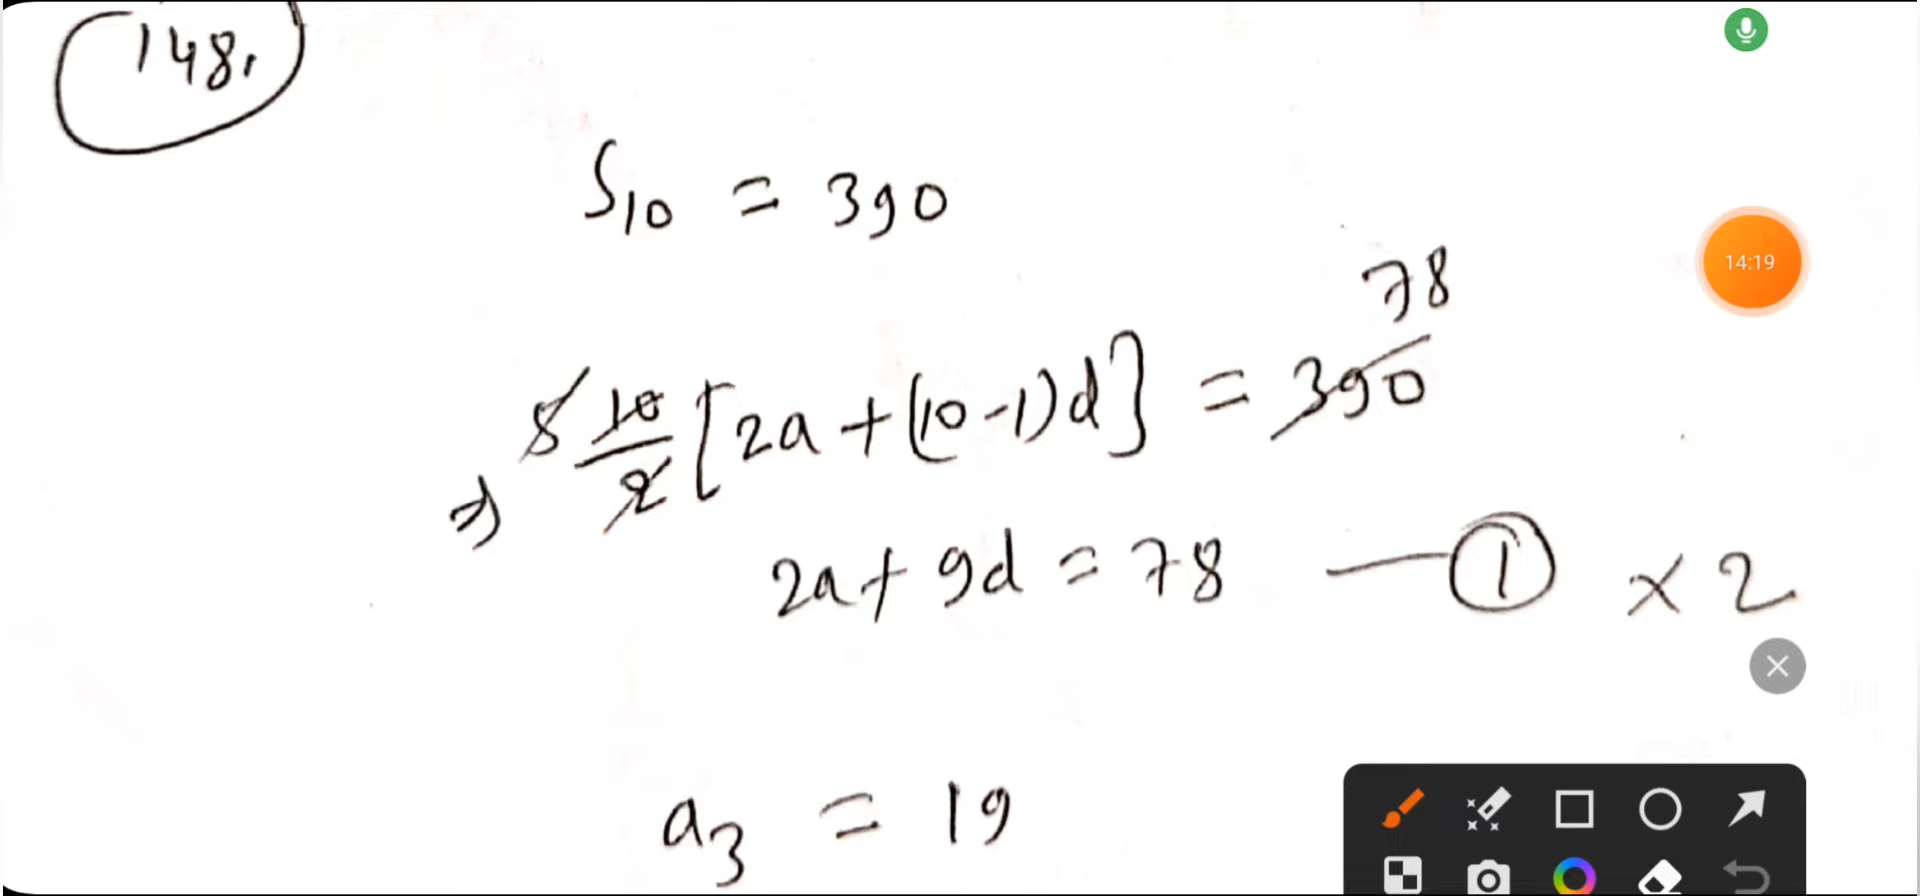 148.
S₁₀ = 390
78
⇒ 5 10/2 [2a + (10-1)d] = 390
14:19
2a + 9d = 78 — ① × 2
a₃ = 19